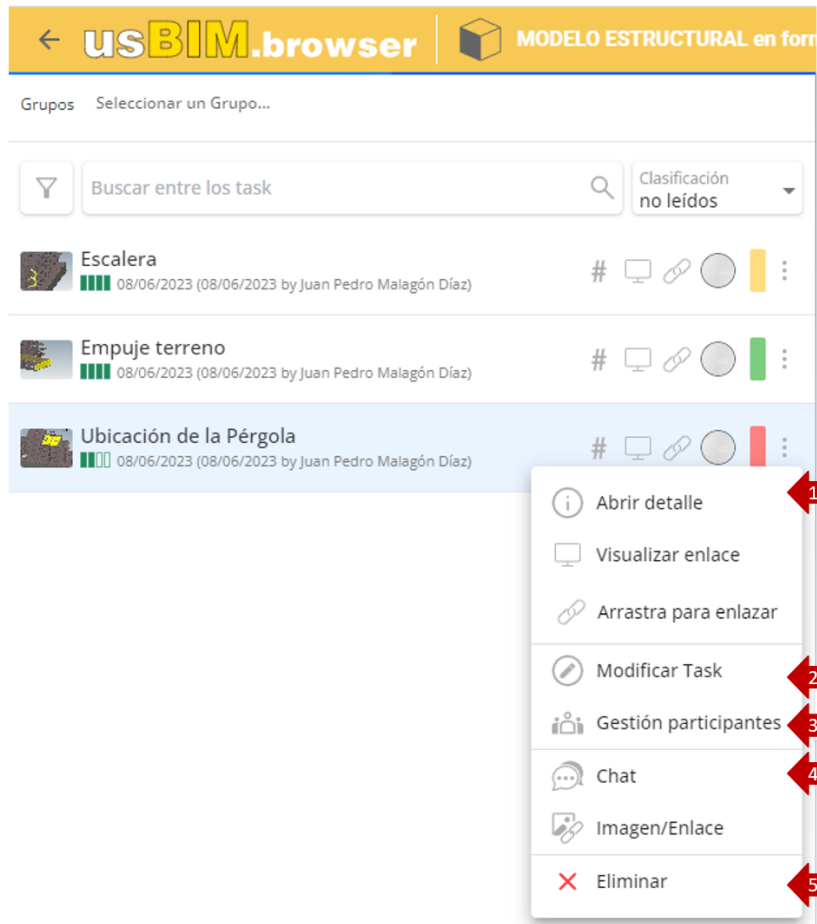 usBIM.browser
MODELO ESTRUCTURAL en for
Grupos Seleccionar un Grupo...
Buscar entre los task
Clasificación
no leídos
Escalera
08/06/2023 (08/06/2023 by Juan Pedro Malagón Díaz)
#
Empuje terreno
08/06/2023 (08/06/2023 by Juan Pedro Malagón Díaz)
#
Ubicación de la Pérgola
08/06/2023 (08/06/2023 by Juan Pedro Malagón Díaz)
#
Abrir detalle
1
Visualizar enlace
Arrastra para enlazar
Modificar Task
2
Gestión participantes
3
Chat
4
Imagen/Enlace
Eliminar
5